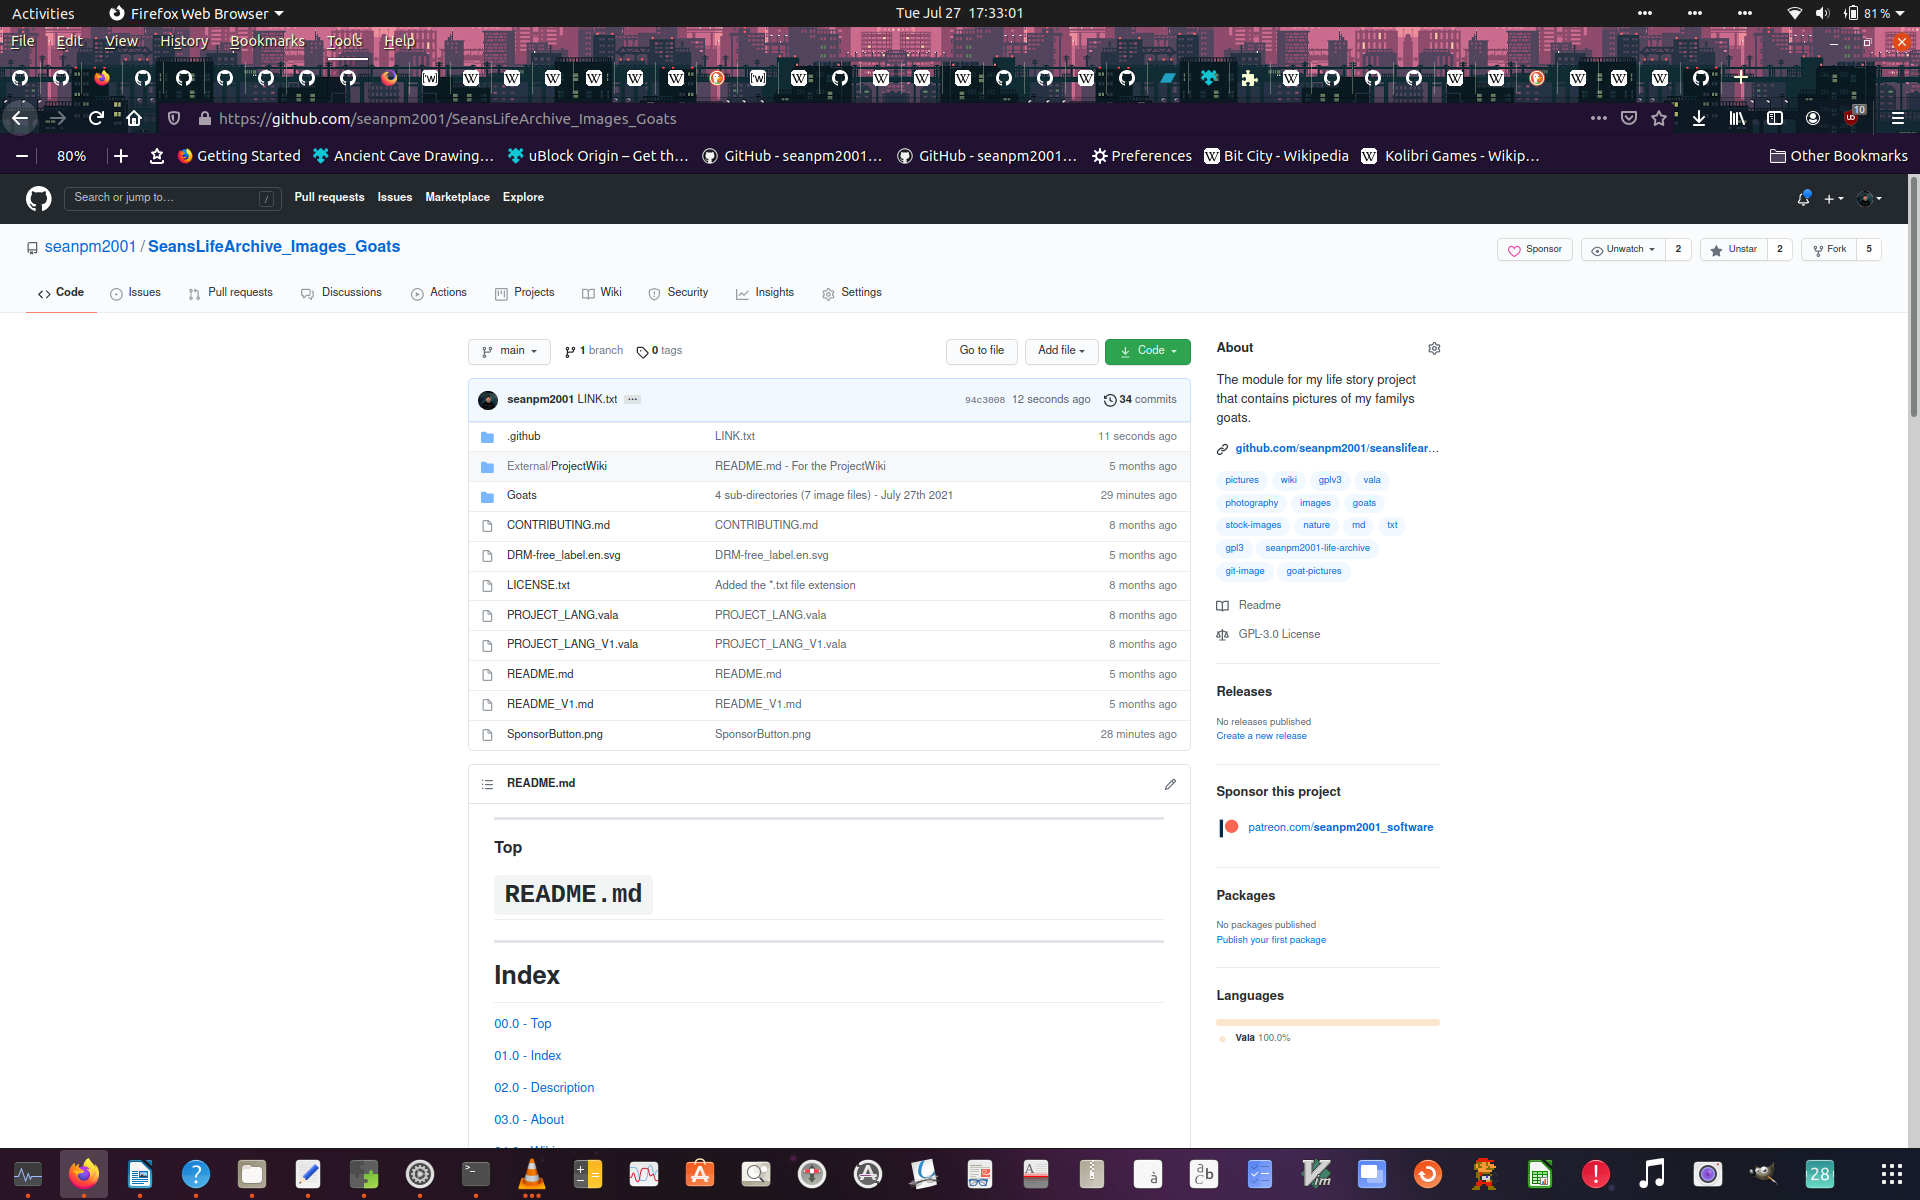 Activities Firefox Web Browser Tue Jul 27 17:33:01 81 %
File Edit View History Bookmarks Tools Help
https://github.com/seanpm2001/SeansLifeArchive_Images_Goats 10
80% Getting Started Ancient Cave Drawing… uBlock Origin – Get th… GitHub - seanpm2001… GitHub - seanpm2001… Preferences Bit City - Wikipedia Kolibri Games - Wikip… Other Bookmarks
Search or jump to… / Pull requests Issues Marketplace Explore
seanpm2001 / SeansLifeArchive_Images_Goats Sponsor Unwatch 2 Unstar 2 Fork 5
Code Issues Pull requests Discussions Actions Projects Wiki Security Insights Settings
main 1 branch 0 tags Go to file Add file Code
seanpm2001 LINK.txt ... 94c3008 12 seconds ago 34 commits
.github LINK.txt 11 seconds ago
External/ProjectWiki README.md - For the ProjectWiki 5 months ago
Goats 4 sub-directories (7 image files) - July 27th 2021 29 minutes ago
CONTRIBUTING.md CONTRIBUTING.md 8 months ago
DRM-free_label.en.svg DRM-free_label.en.svg 5 months ago
LICENSE.txt Added the *.txt file extension 8 months ago
PROJECT_LANG.vala PROJECT_LANG.vala 8 months ago
PROJECT_LANG_V1.vala PROJECT_LANG_V1.vala 8 months ago
README.md README.md 5 months ago
README_V1.md README_V1.md 5 months ago
SponsorButton.png SponsorButton.png 28 minutes ago
README.md
Top
README.md
Index
00.0 - Top
01.0 - Index
02.0 - Description
03.0 - About
About
The module for my life story project
that contains pictures of my familys
goats.
github.com/seanpm2001/seanslifear…
pictures wiki gplv3 vala
photography images goats
stock-images nature md txt
gpl3 seanpm2001-life-archive
git-image goat-pictures
Readme
GPL-3.0 License
Releases
No releases published
Create a new release
Sponsor this project
patreon.com/seanpm2001_software
Packages
No packages published
Publish your first package
Languages
Vala 100.0%
28